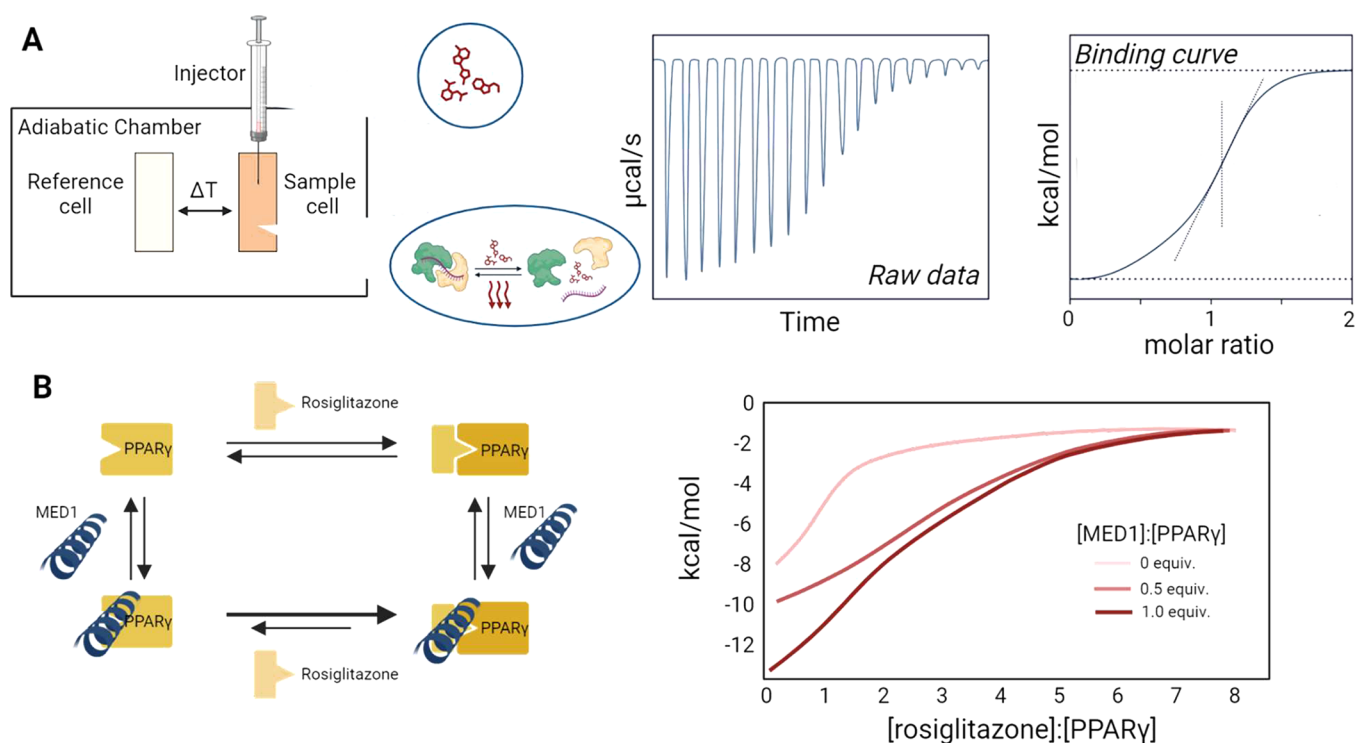 A
Injector
Adiabatic Chamber
Reference
cell
ΔT
Sample
cell
µcal/s
Raw data
Time
Binding curve
kcal/mol
0
1
2
molar ratio
B
Rosiglitazone
PPARγ
PPARγ
MED1
MED1
PPARγ
PPARγ
Rosiglitazone
kcal/mol
0
-2
-4
-6
-8
-10
-12
[MED1]:[PPARγ]
0 equiv.
0.5 equiv.
1.0 equiv.
0 1 2 3 4 5 6 7 8
[rosiglitazone]:[PPARγ]